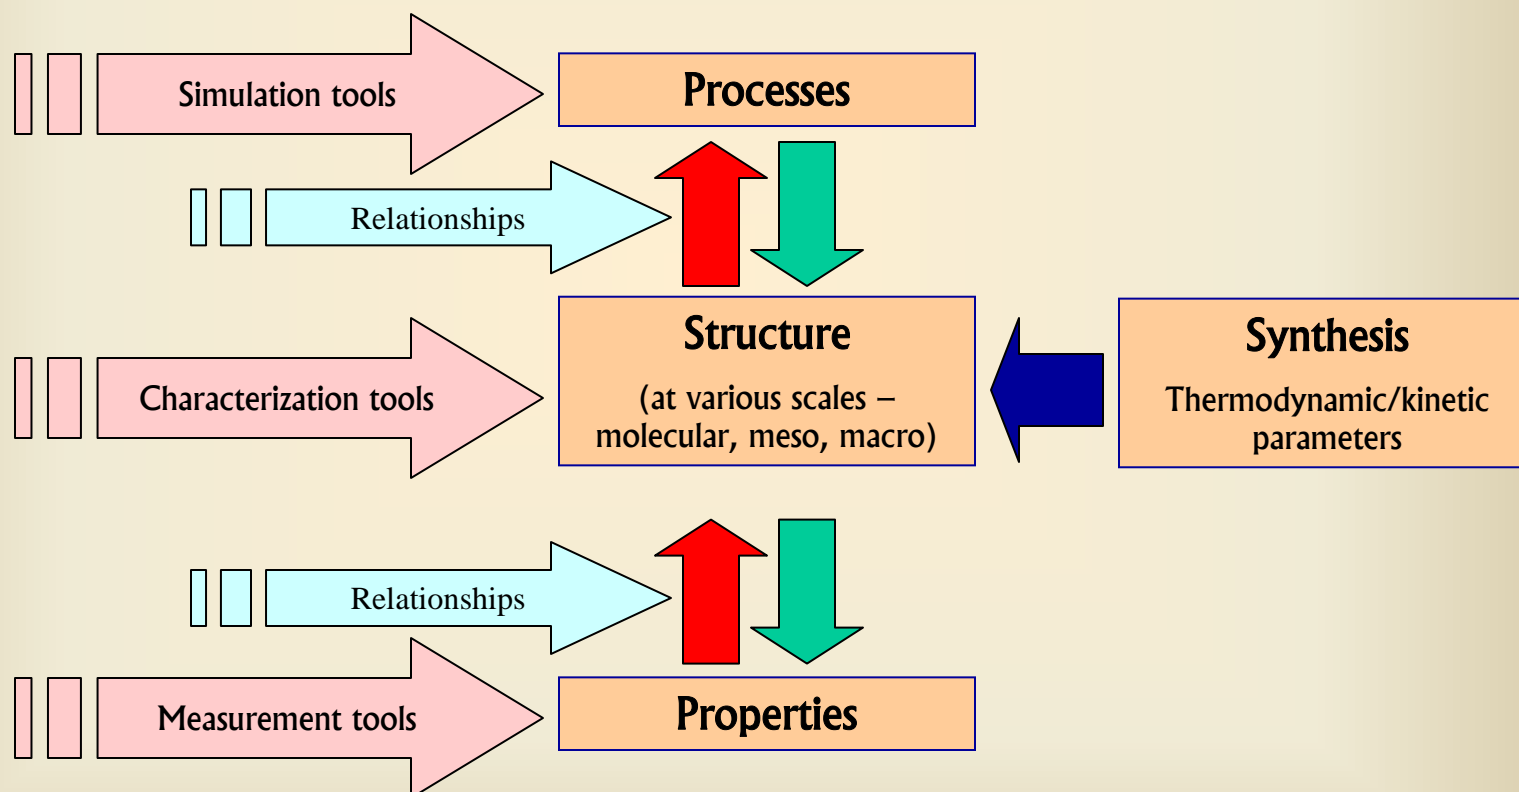 Simulation tools
Processes
Relationships
Structure
(at various scales –
molecular, meso, macro)
Characterization tools
Synthesis
Thermodynamic/kinetic
parameters
Relationships
Measurement tools
Properties